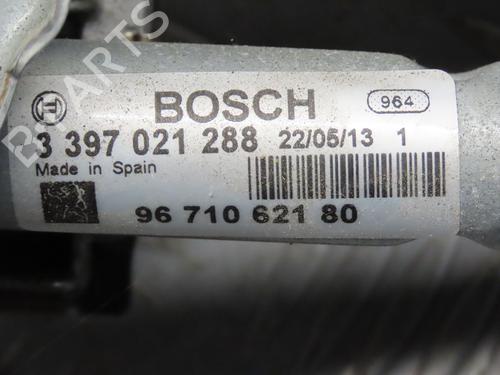 BOSCH 964
3 397 021 288 22/05/13 1
Made in Spain
96 710 621 80